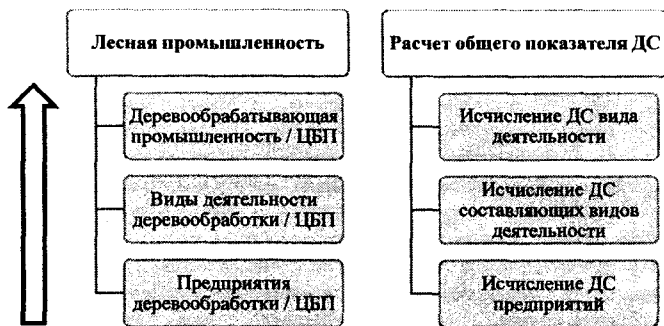 Лесная промышленность
Деревообрабатывающая
промышленность / ЦБП
Виды деятельности
деревообработки / ЦБП
Предприятия
деревообработки / ЦБП
Расчет общего показателя ДС
Исчисление ДС вида
деятельности
Исчисление ДС
составляющих видов
деятельности
Исчисление ДС
предприятий